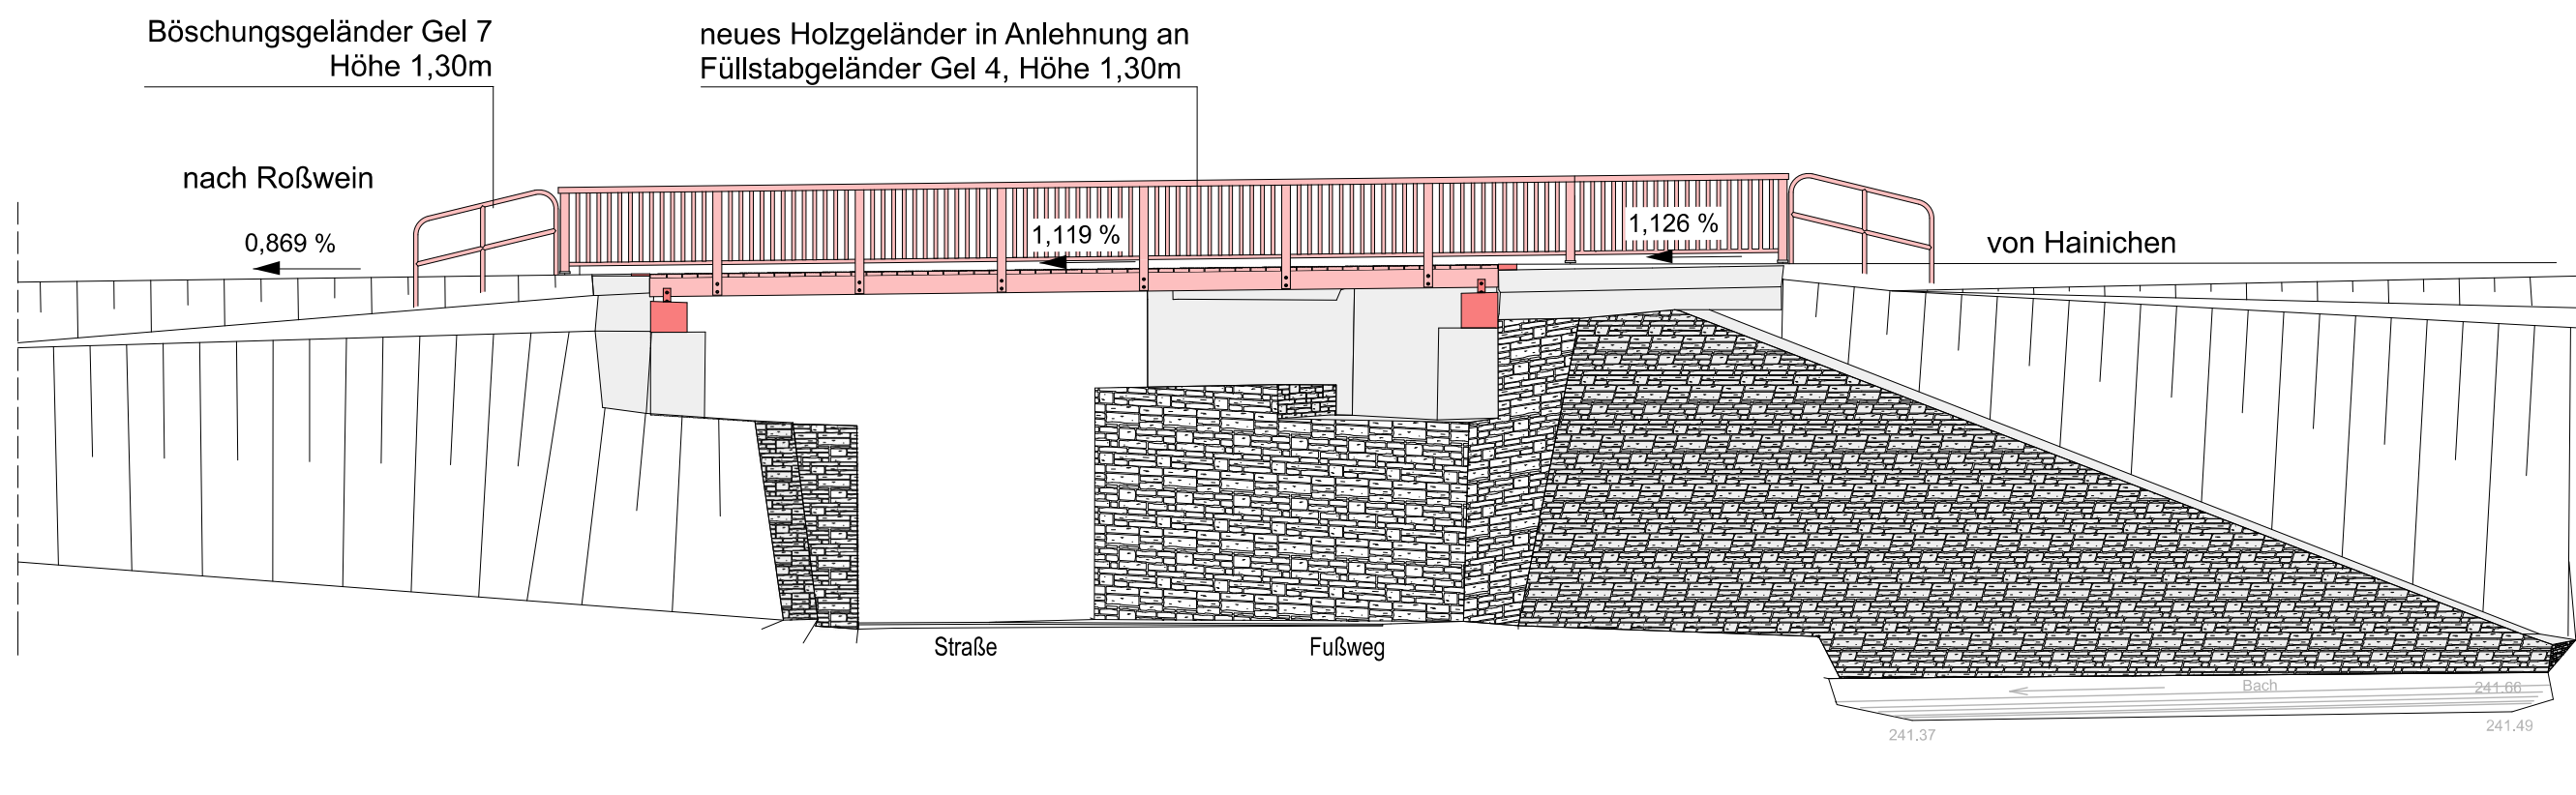 Böschungsgeländer Gel 7
Höhe 1,30m
neues Holzgeländer in Anlehnung an
Füllstabgeländer Gel 4, Höhe 1,30m
nach Roßwein
0,869 %
1,119 %
1,126 %
von Hainichen
Straße
Fußweg
Bach
241.66
241.49
241.37